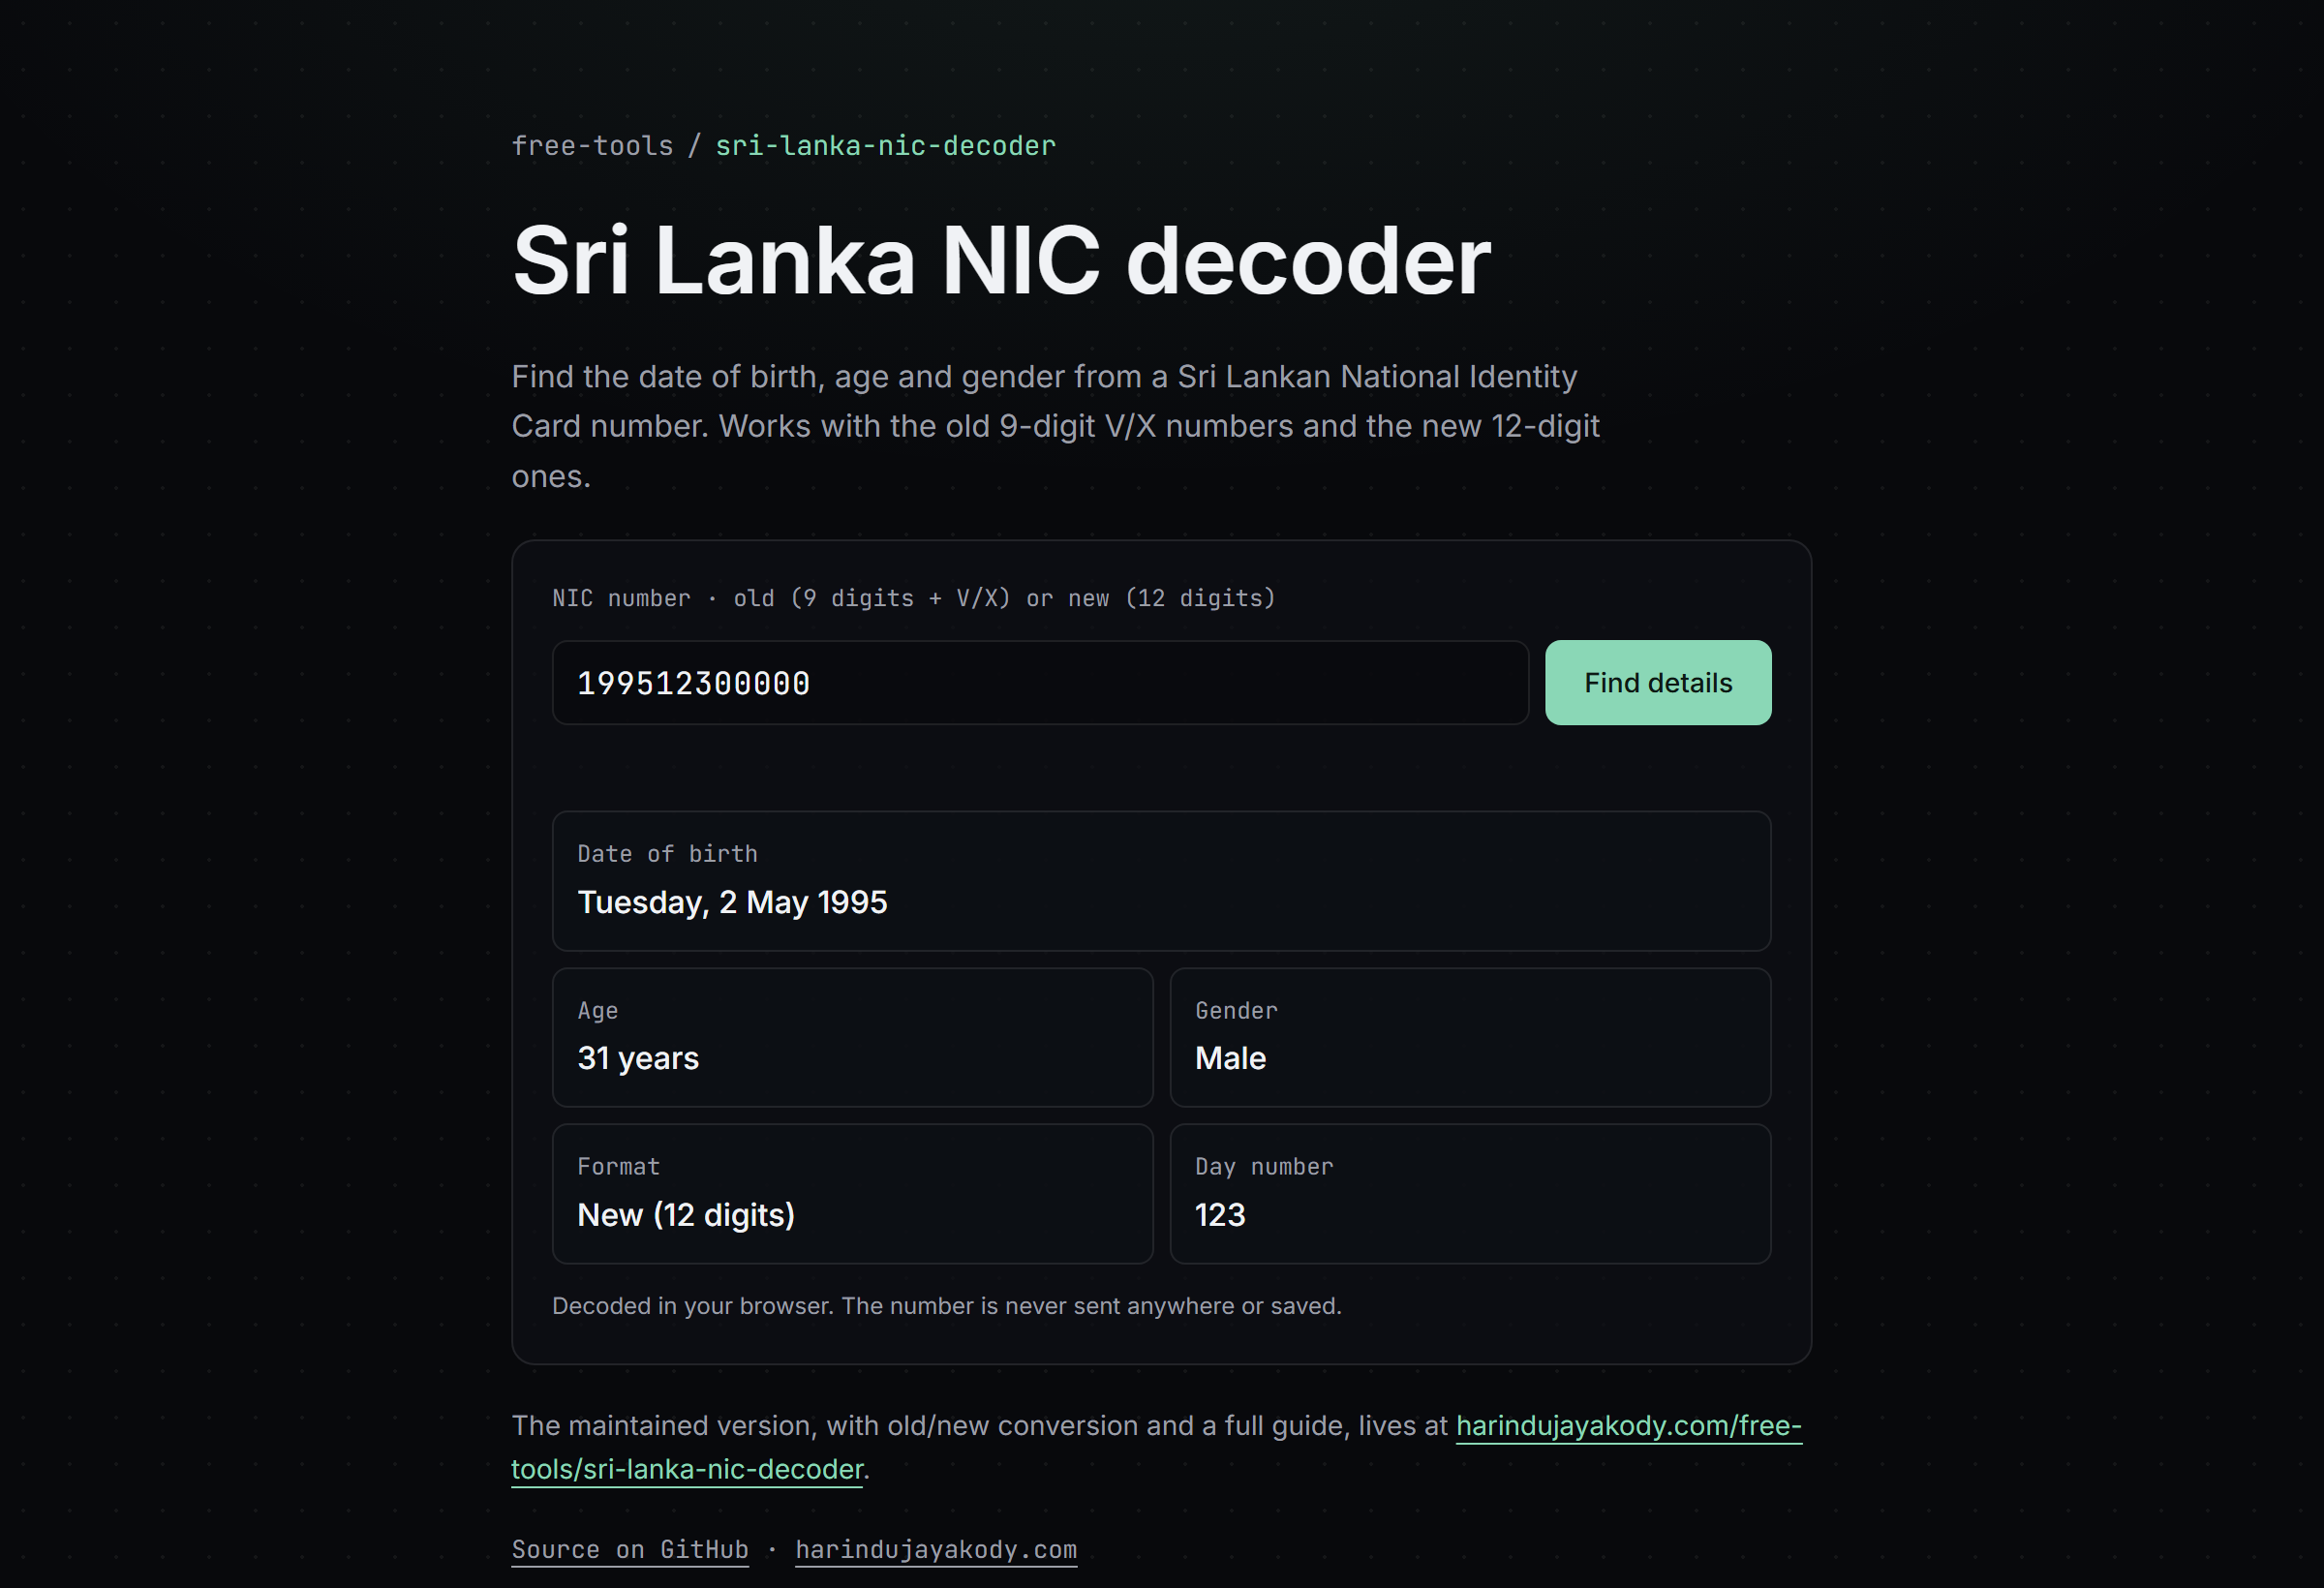 free-tools / sri-lanka-nic-decoder
Sri Lanka NIC decoder
Find the date of birth, age and gender from a Sri Lankan National Identity
Card number. Works with the old 9-digit V/X numbers and the new 12-digit
ones.
NIC number · old (9 digits + V/X) or new (12 digits)
199512300000 Find details
Date of birth
Tuesday, 2 May 1995
Age Gender
31 years Male
Format Day number
New (12 digits) 123
Decoded in your browser. The number is never sent anywhere or saved.
The maintained version, with old/new conversion and a full guide, lives at harindujayakody.com/free-
tools/sri-lanka-nic-decoder.
Source on GitHub · harindujayakody.com